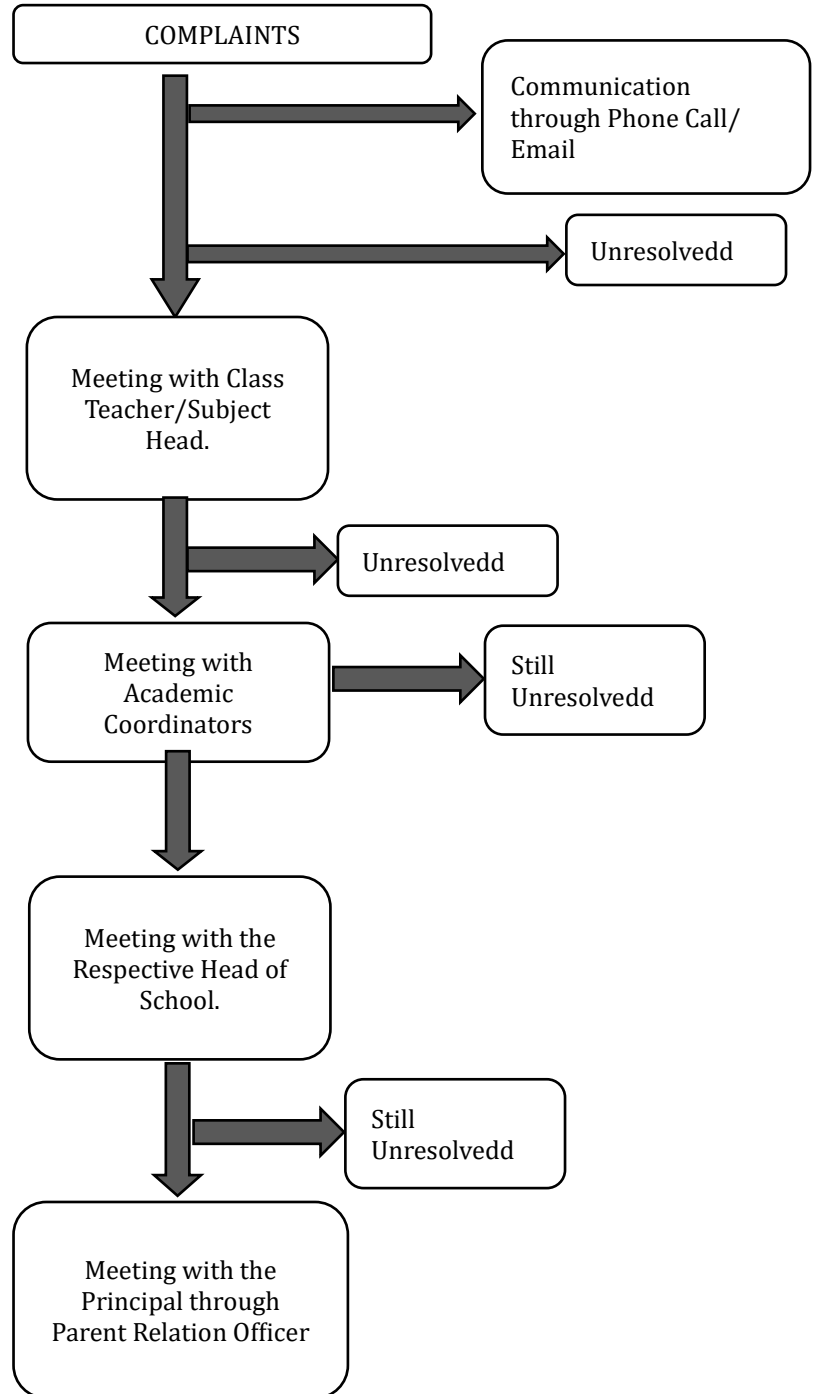 COMPLAINTS
Communication
through Phone Call/
Email
Unresolvedd
Meeting with Class
Teacher/Subject
Head.
Unresolvedd
Meeting with
Academic
Coordinators
Still
Unresolvedd
Meeting with the
Respective Head of
School.
Still
Unresolvedd
Meeting with the
Principal through
Parent Relation Officer